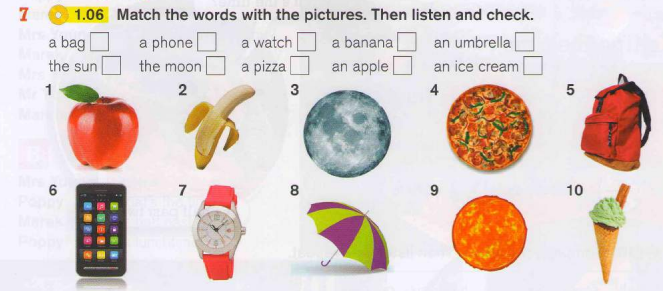 7 1.06 Match the words with the pictures. Then listen and check.
a bag a phone a watch a banana an umbrella
the sun the moon a pizza an apple an ice cream
1 2 3 4 5
6 7 8 9 10